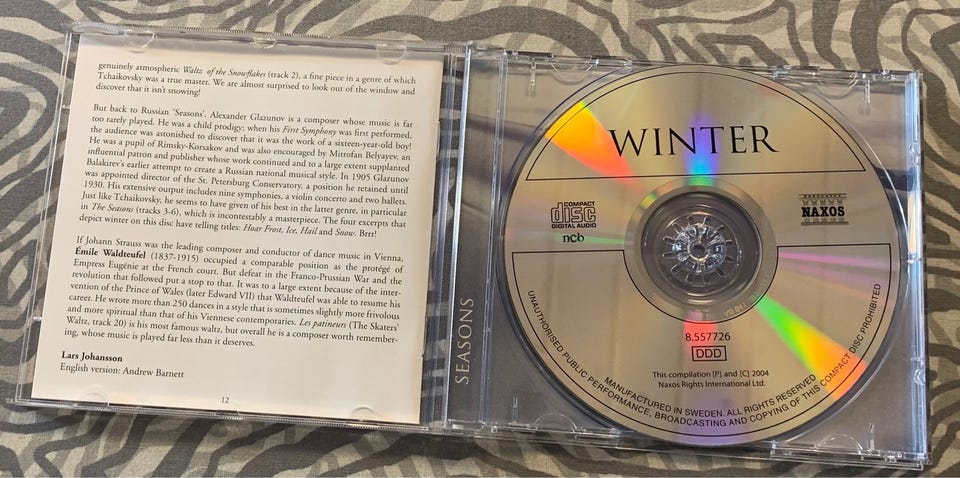 genuinely atmospheric Waltz of the Snowflakes (track 2), a fine piece in a genre of which
Tchaikovsky was a true master. We are almost surprised to look out of the window and
discover that it isn't snowing!
But back to Russian 'Seasons'. Alexander Glazunov is a composer whose music is far
too rarely played. He was a child prodigy; when his First Symphony was first performed,
the audience was astonished to discover that it was the work of a sixteen-year-old boy!
He was a pupil of Rimsky-Korsakov and was also encouraged by Mitrofan Belyayev, an
influential patron and publisher whose work continued and to a large extent supplanted
Balakirev's earlier attempt to create a Russian national musical style. In 1905 Glazunov
was appointed director of the St. Petersburg Conservatory, a position he retained until
1930. His extensive output includes nine symphonies, a violin concerto and two ballets.
Just like Tchaikovsky, he seems to have given of his best in the latter genre, in particular
in The Seasons (tracks 3-6), which is incontestably a masterpiece. The four excerpts that
depict winter on this disc have telling titles: Hoar Frost, Ice, Hail and Snow. Brrr!
If Johann Strauss was the leading composer and conductor of dance music in Vienna,
Émile Waldteufel (1837-1915) occupied a comparable position as the protégé of
Empress Eugénie at the French court. But defeat in the Franco-Prussian War and the
revolution that followed put a stop to that. It was to a large extent because of the inter-
vention of the Prince of Wales (later Edward VII) that Waldteufel was able to resume his
career. He wrote more than 250 dances in a style that is sometimes slightly more frivolous
and more spiritual than that of his Viennese contemporaries. Les patineurs (The Skaters'
Waltz, track 20) is his most famous waltz, but overall he is a composer worth remember-
ing, whose music is played far less than it deserves.
Lars Johansson
English version: Andrew Barnett
12
SEASONS
WINTER
COMPACT
disc
DIGITAL AUDIO
ncb
NAXOS
8.557726
DDD
This compilation [P] and [C] 2004
Naxos Rights International Ltd.
MANUFACTURED IN SWEDEN. ALL RIGHTS RESERVED
UNAUTHORISED PUBLIC PERFORMANCE, BROADCASTING AND COPYING OF THIS COMPACT DISC PROHIBITED